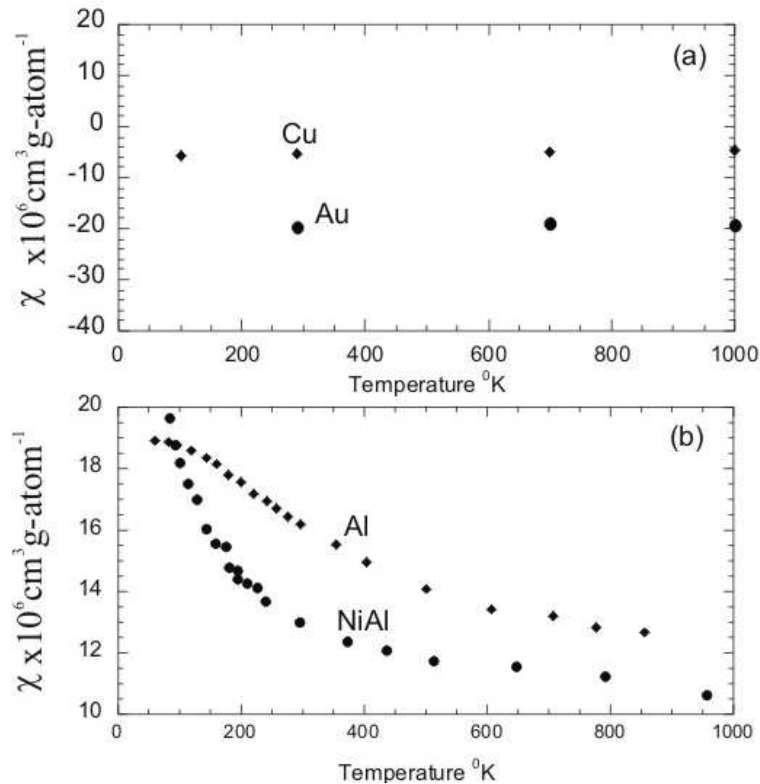 20
(a)
10
0
Cu
-10
Au
-20
-30
-40
0 200 400 600 800 1000
Temperature ⁰K
χ x10⁶cm³g-atom⁻¹
20
(b)
18
16
Al
14
NiAl
12
10
0 200 400 600 800 1000
Temperature ⁰K
χ x10⁶cm³g-atom⁻¹